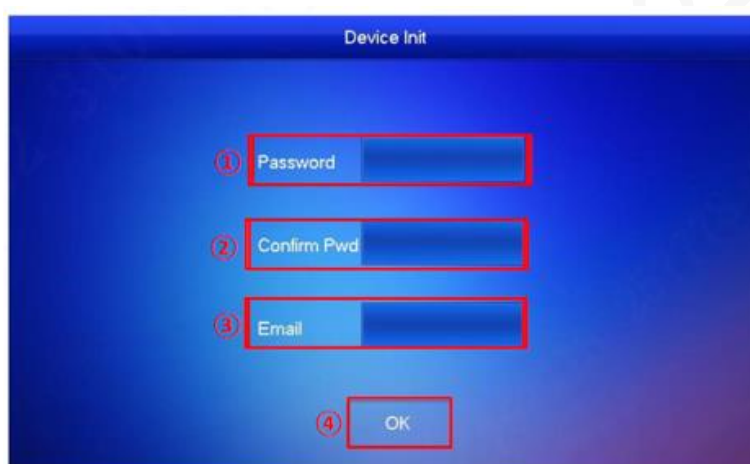 Device Init
① Password
② Confirm Pwd
③ Email
④ OK